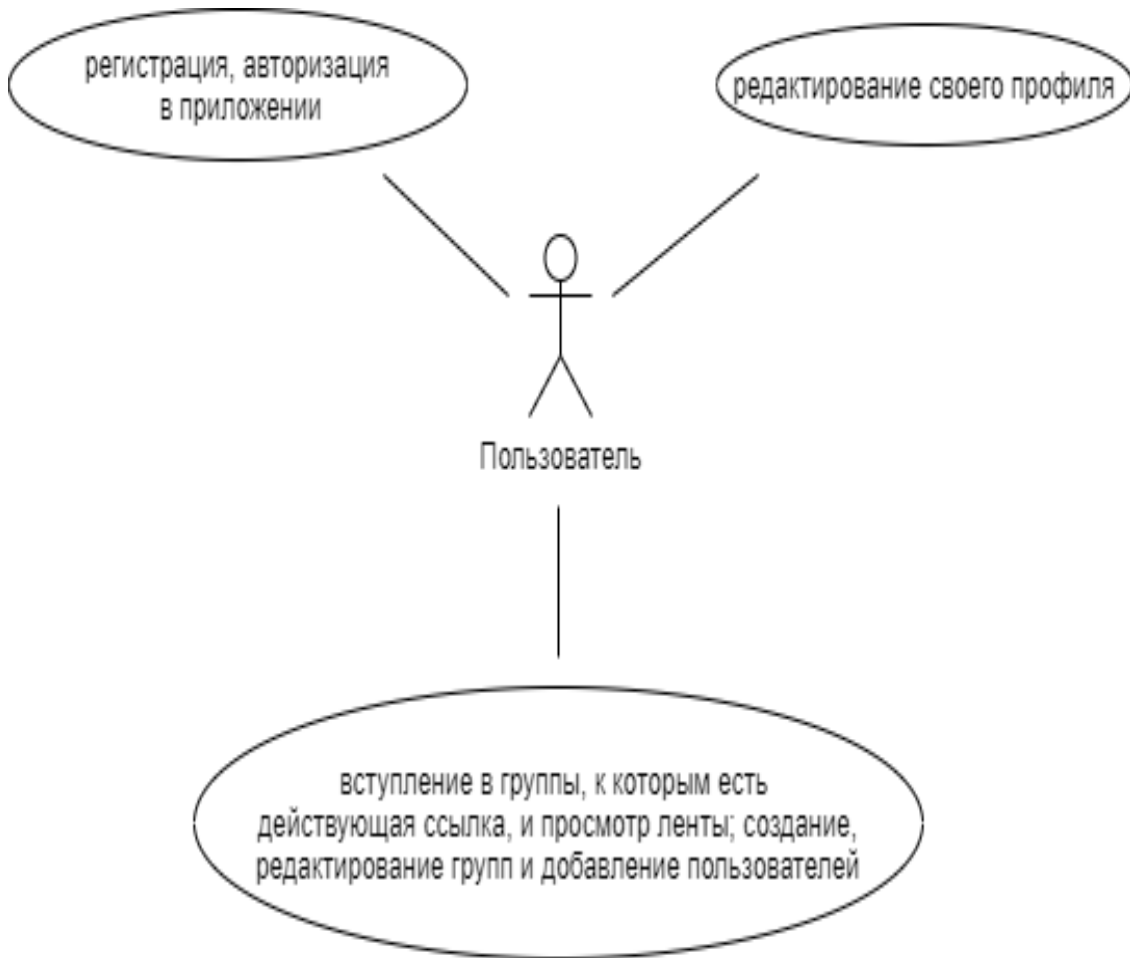 регистрация, авторизация
в приложении
редактирование своего профиля
Пользователь
вступление в группы, к которым есть
действующая ссылка, и просмотр ленты; создание,
редактирование групп и добавление пользователей